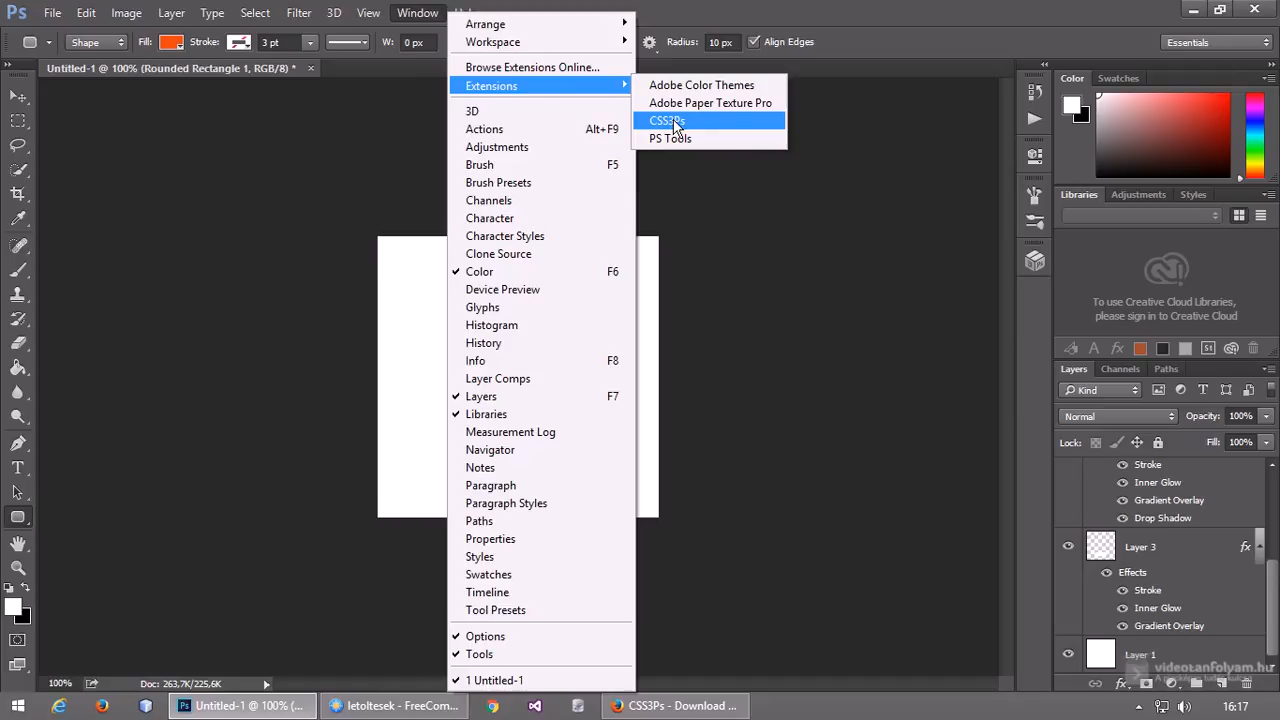 Ps File Edit Image Layer Type Select Filter 3D View Window
Shape Fill: Stroke: 3 pt W: 0 px Radius: 10 px Align Edges Essentials
Untitled-1 @ 100% (Rounded Rectangle 1, RGB/8) *
Arrange
Workspace
Browse Extensions Online...
Extensions
3D
Actions Alt+F9
Adjustments
Brush F5
Brush Presets
Channels
Character
Character Styles
Clone Source
Color F6
Device Preview
Glyphs
Histogram
History
Info F8
Layer Comps
Layers F7
Libraries
Measurement Log
Navigator
Notes
Paragraph
Paragraph Styles
Paths
Properties
Styles
Swatches
Timeline
Tool Presets
Options
Tools
1 Untitled-1
Adobe Color Themes
Adobe Paper Texture Pro
CSS3Ps
PS Tools
Color Swatches
Libraries Adjustments Styles
To use Creative Cloud Libraries,
please sign in to Creative Cloud
Layers Channels Paths
Kind
Normal Opacity: 100%
Lock: Fill: 100%
Stroke
Inner Glow
Gradient Overlay
Drop Shadow
Layer 3 fx
Effects
Stroke
Inner Glow
Gradient Overlay
Layer 1
videotanfolyam.hu
100% Doc: 263,7K/225,6K
Untitled-1 @ 100% (... letoltesek - FreeCom... CSS3Ps - Download ... 16:17